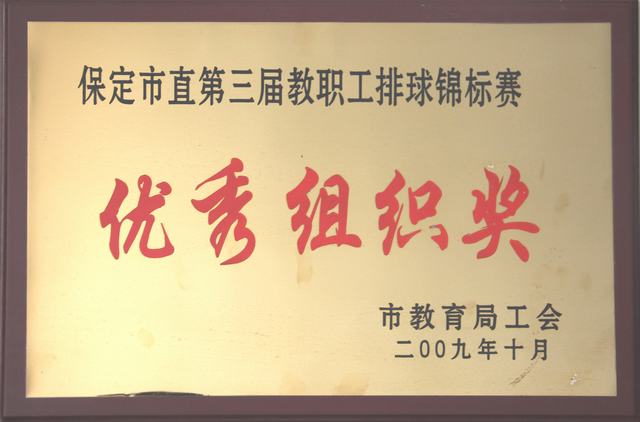 保定市直第三届教职工排球锦标赛
优秀组织奖
市教育局工会
二00九年十月